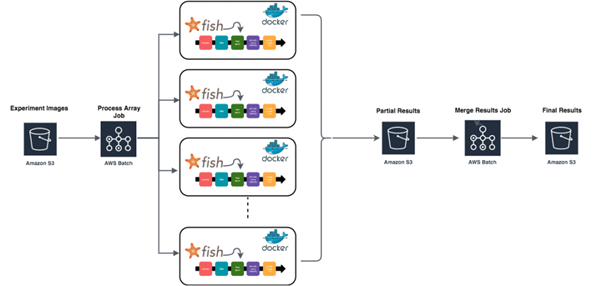 Experiment Images
Amazon S3
Process Array
Job
AWS Batch
fish
docker
fish
docker
fish
docker
fish
docker
Partial Results
Amazon S3
Merge Results Job
AWS Batch
Final Results
Amazon S3